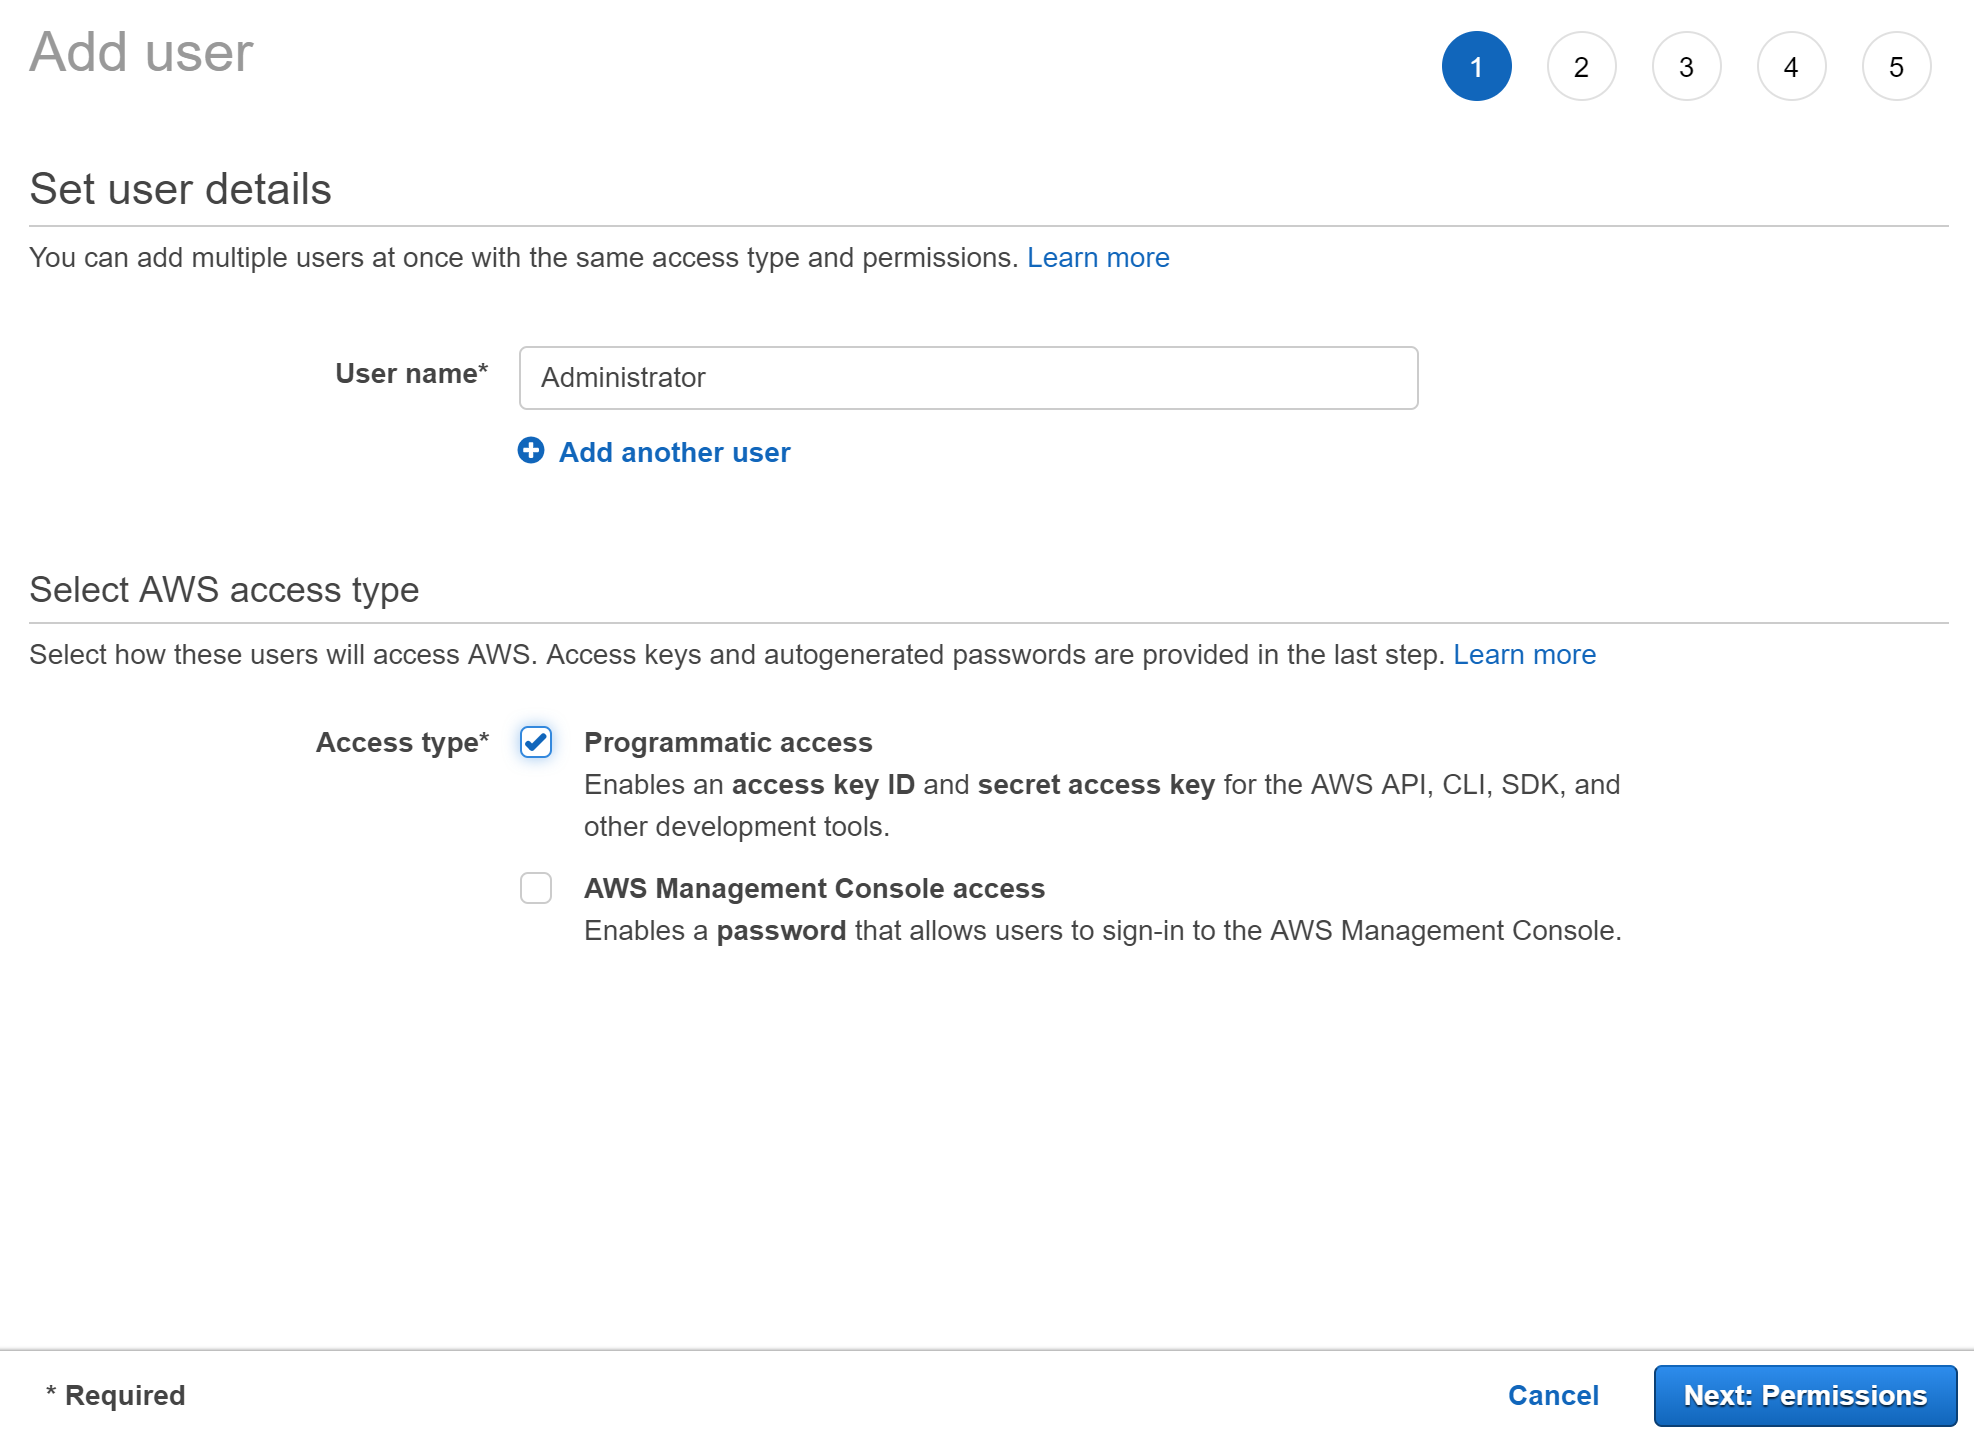 Add user
1 2 3 4 5
Set user details
You can add multiple users at once with the same access type and permissions. Learn more
User name* Administrator
Add another user
Select AWS access type
Select how these users will access AWS. Access keys and autogenerated passwords are provided in the last step. Learn more
Access type* Programmatic access
Enables an access key ID and secret access key for the AWS API, CLI, SDK, and
other development tools.
AWS Management Console access
Enables a password that allows users to sign-in to the AWS Management Console.
* Required Cancel Next: Permissions